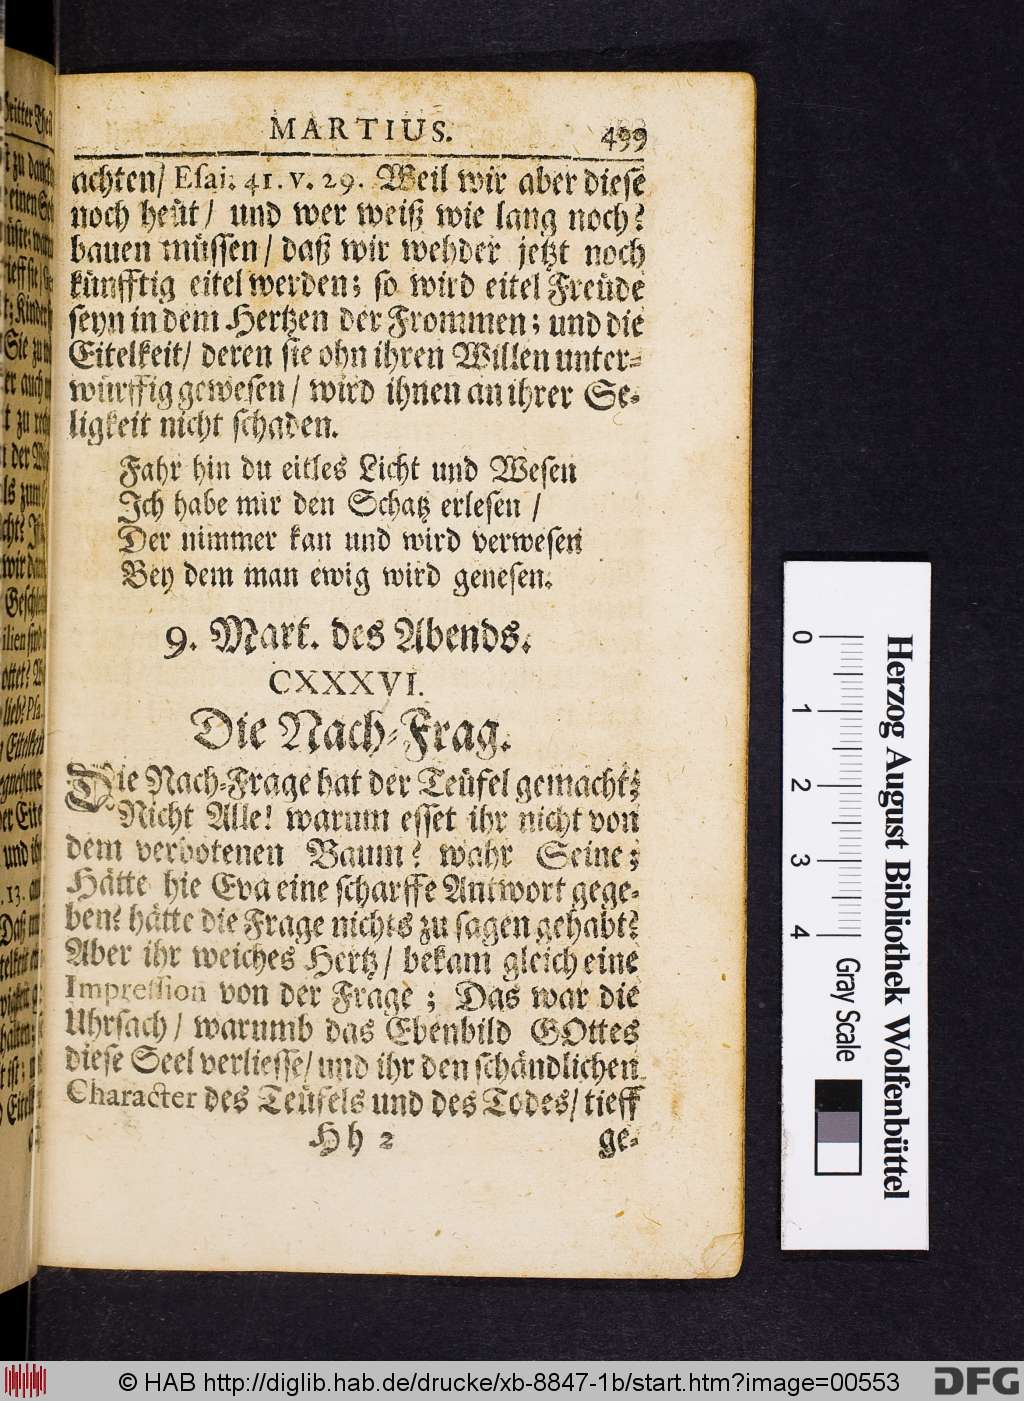 MARTIUS. 499
achten/ Esai. 41. v. 29. Weil wir aber diese
noch heüt/ und wer weiß wie lang noch?
bauen müssen/ daß wir wehder jetzt noch
künfftig eitel werden; so wird eitel Freüde
seyn in dem Hertzen der Frommen; und die
Eitelkeit/ deren sie ohn ihren Willen unter-
würffig gewesen/ wird ihnen an ihrer Se-
ligkeit nicht schaden.
Fahr hin du eitles Licht und Wesen
Ich habe mir den Schatz erlesen /
Der nimmer kan und wird verwesen
Bey dem man ewig wird genesen.
9. Mart. des Abends.
CXXXVI.
Die Nach-Frag.
Die Nach-Frage hat der Teüfel gemacht;
Nicht Alle! warum esset ihr nicht von
dem verbotenen Baum? wahr Seine;
Hätte hie Eva eine scharffe Antwort gege-
ben? hätte die Frage nichts zu sagen gehabt?
Aber ihr weiches Hertz/ bekam gleich eine
Impression von der Frage; Das war die
Uhrsach/ warumb das Ebenbild GOttes
diese Seel verliesse/ und ihr den schändlichen
Character des Teüfels und des Todes/ tieff
Hh 2 ge-
0 1 2 3 4
Gray Scale
Herzog August Bibliothek Wolfenbüttel
© HAB http://diglib.hab.de/drucke/xb-8847-1b/start.htm?image=00553
DFG